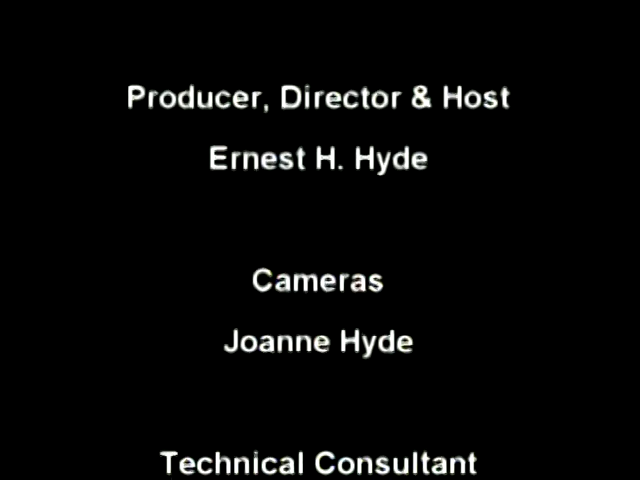 Producer, Director & Host
Ernest H. Hyde
Cameras
Joanne Hyde
Technical Consultant